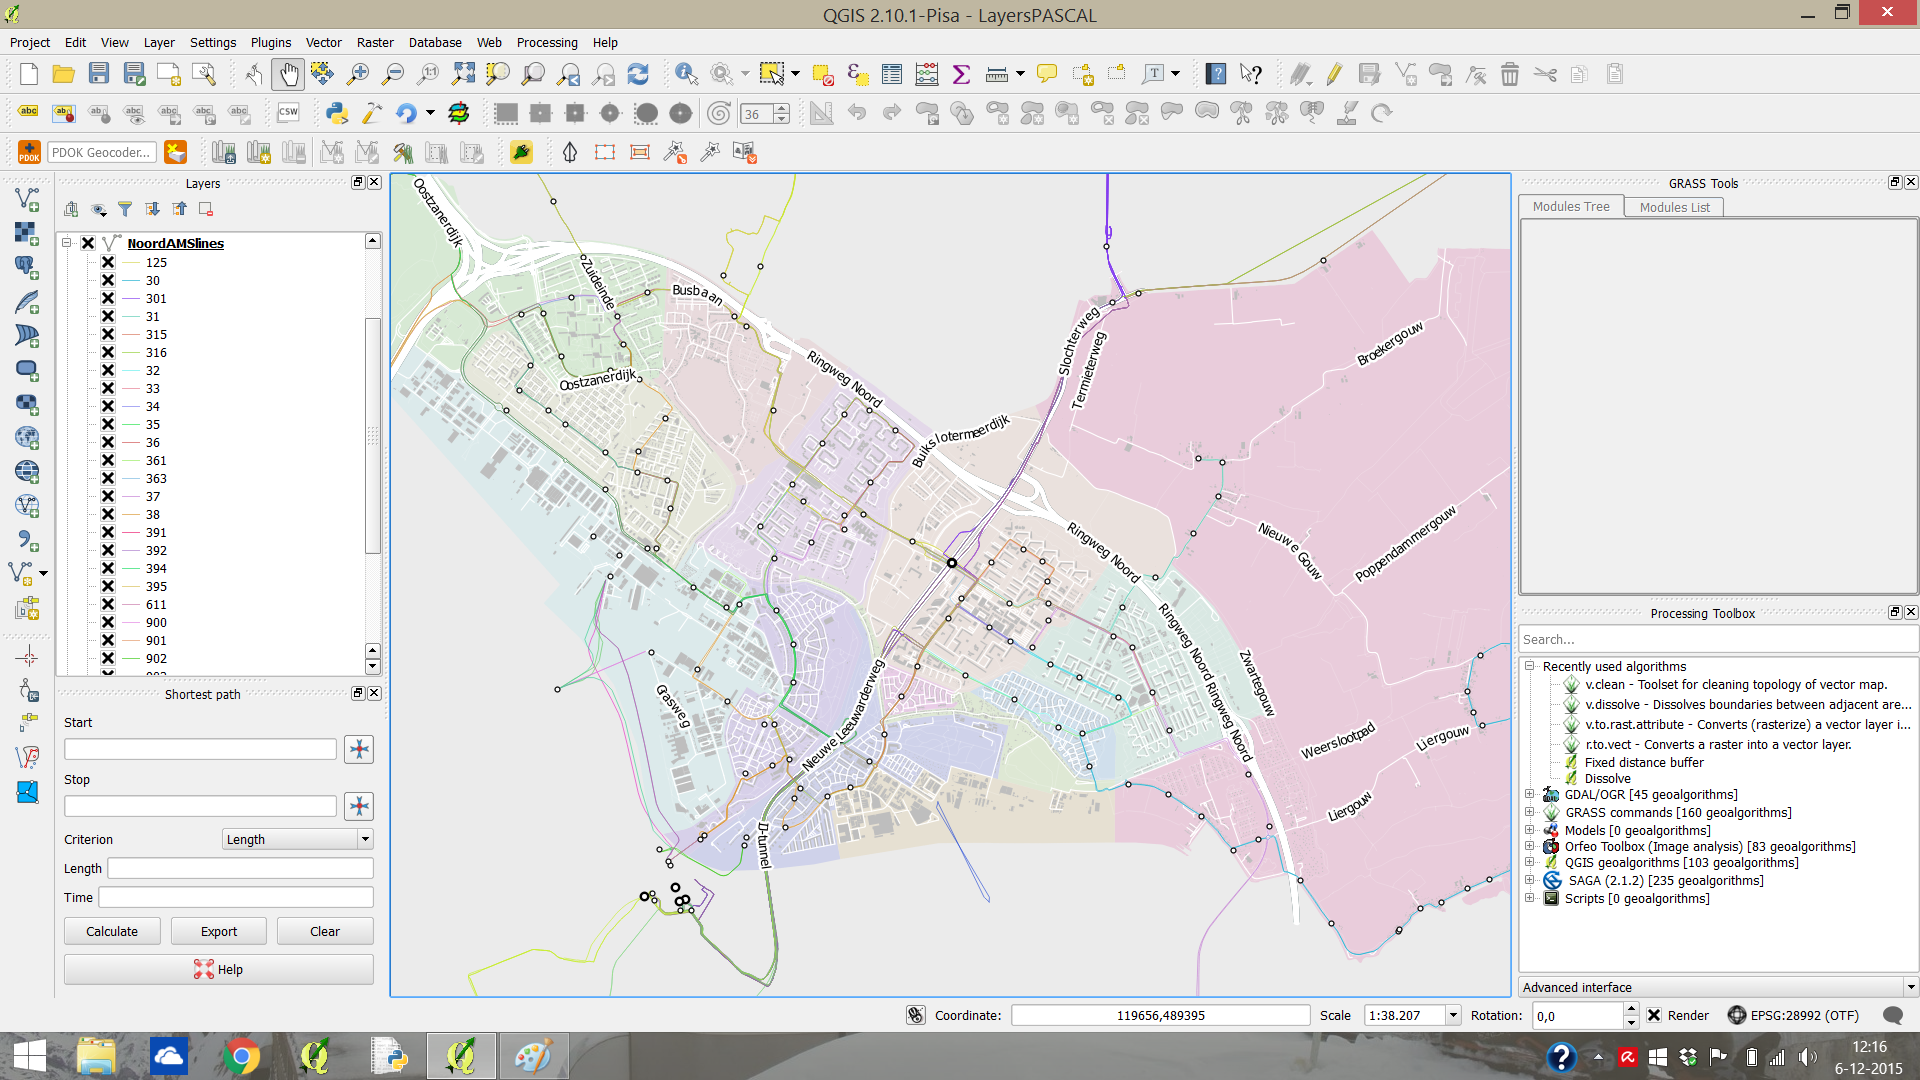 QGIS 2.10.1-Pisa - LayersPASCAL
Project Edit View Layer Settings Plugins Vector Raster Database Web Processing Help
CSW
36
PDOK
PDOK Geocoder...
Layers
NoordAMSlines
125
30
301
31
315
316
32
33
34
35
36
361
363
37
38
391
392
394
395
611
900
901
902
Shortest path
Start
Stop
Criterion Length
Length
Time
Calculate Export Clear
Help
Oostzanerdijk
Zuideinde
Busbaan
Oostzanerdijk
Ringweg Noord
Slochterweg
Termieterweg
Broekergouw
Buikslotermeerdijk
Ringweg Noord
Nieuwe Gouw
Poppendammergouw
Ringweg Noord Ringweg Noord
Zwartegouw
Grasweg
Nieuwe Leeuwarderweg
Weerslootpad
Liergouw
Liergouw
D-tunnel
GRASS Tools
Modules Tree Modules List
Processing Toolbox
Search...
Recently used algorithms
v.clean - Toolset for cleaning topology of vector map.
v.dissolve - Dissolves boundaries between adjacent are...
v.to.rast.attribute - Converts (rasterize) a vector layer i...
r.to.vect - Converts a raster into a vector layer.
Fixed distance buffer
Dissolve
GDAL/OGR [45 geoalgorithms]
GRASS commands [160 geoalgorithms]
Models [0 geoalgorithms]
Orfeo Toolbox (Image analysis) [83 geoalgorithms]
QGIS geoalgorithms [103 geoalgorithms]
SAGA (2.1.2) [235 geoalgorithms]
Scripts [0 geoalgorithms]
Advanced interface
Coordinate: 119656,489395 Scale 1:38.207 Rotation: 0,0 Render EPSG:28992 (OTF)
12:16
6-12-2015